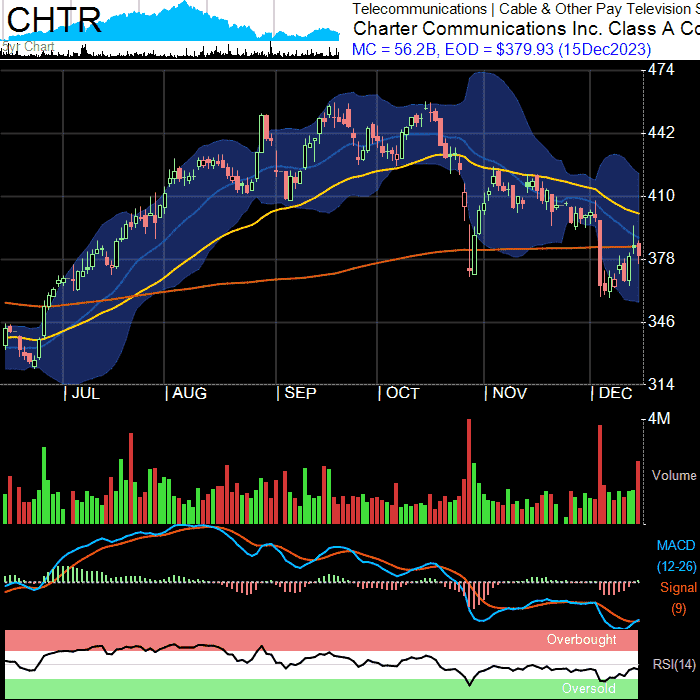 CHTR
5yr Chart
Telecommunications | Cable & Other Pay Television S
Charter Communications Inc. Class A Co
MC = 56.2B, EOD = $379.93 (15Dec2023)
474
442
410
378
346
314
| JUL | AUG | SEP | OCT | NOV | DEC
4M
Volume
MACD
(12-26)
Signal
(9)
Overbought
RSI(14)
Oversold